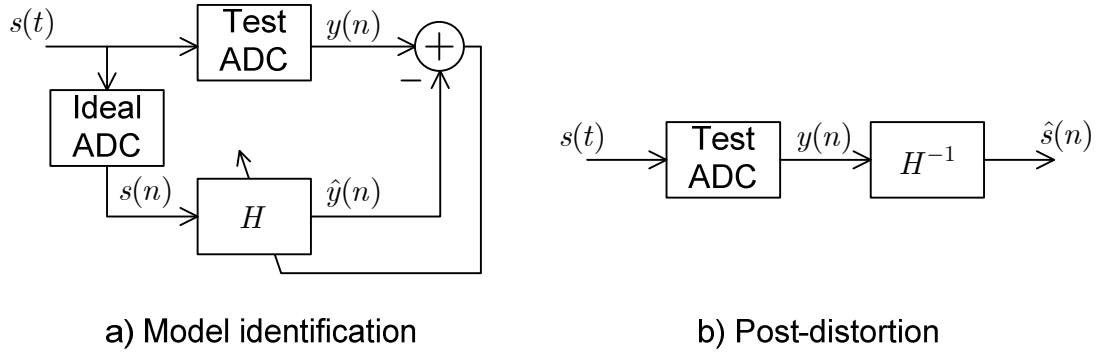 s(t)
Test
ADC
y(n)
+
−
Ideal
ADC
s(n)
H
ŷ(n)
a) Model identification
s(t)
Test
ADC
y(n)
H⁻¹
ŝ(n)
b) Post-distortion